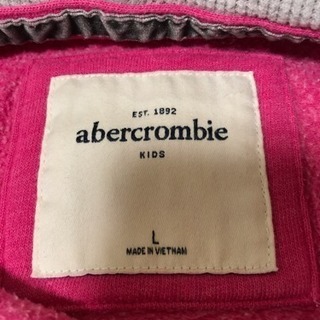 EST. 1892
abercrombie
KIDS
L
MADE IN VIETNAM